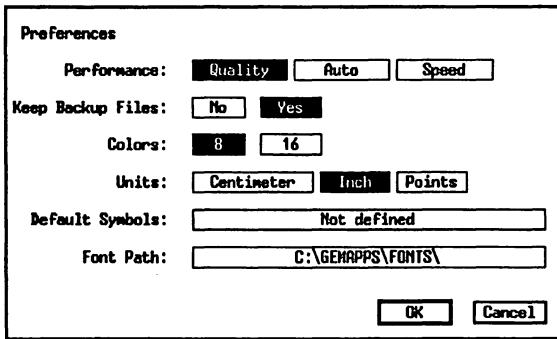 Preferences
Performance: Quality Auto Speed
Keep Backup Files: No Yes
Colors: 8 16
Units: Centimeter Inch Points
Default Symbols: Not defined
Font Path: C:\GEMAPPS\FONTS\
OK Cancel